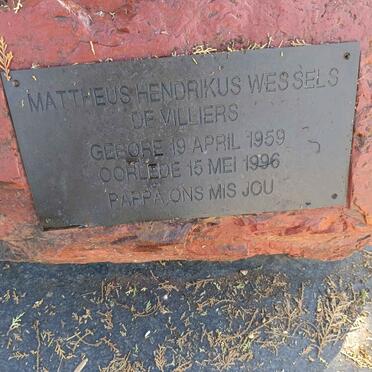 MATTHEUS HENDRIKUS WESSELS
DE VILLIERS
GEBORE 19 APRIL 1959
OORLEDE 15 MEI 1996
PAPPA ONS MIS JOU